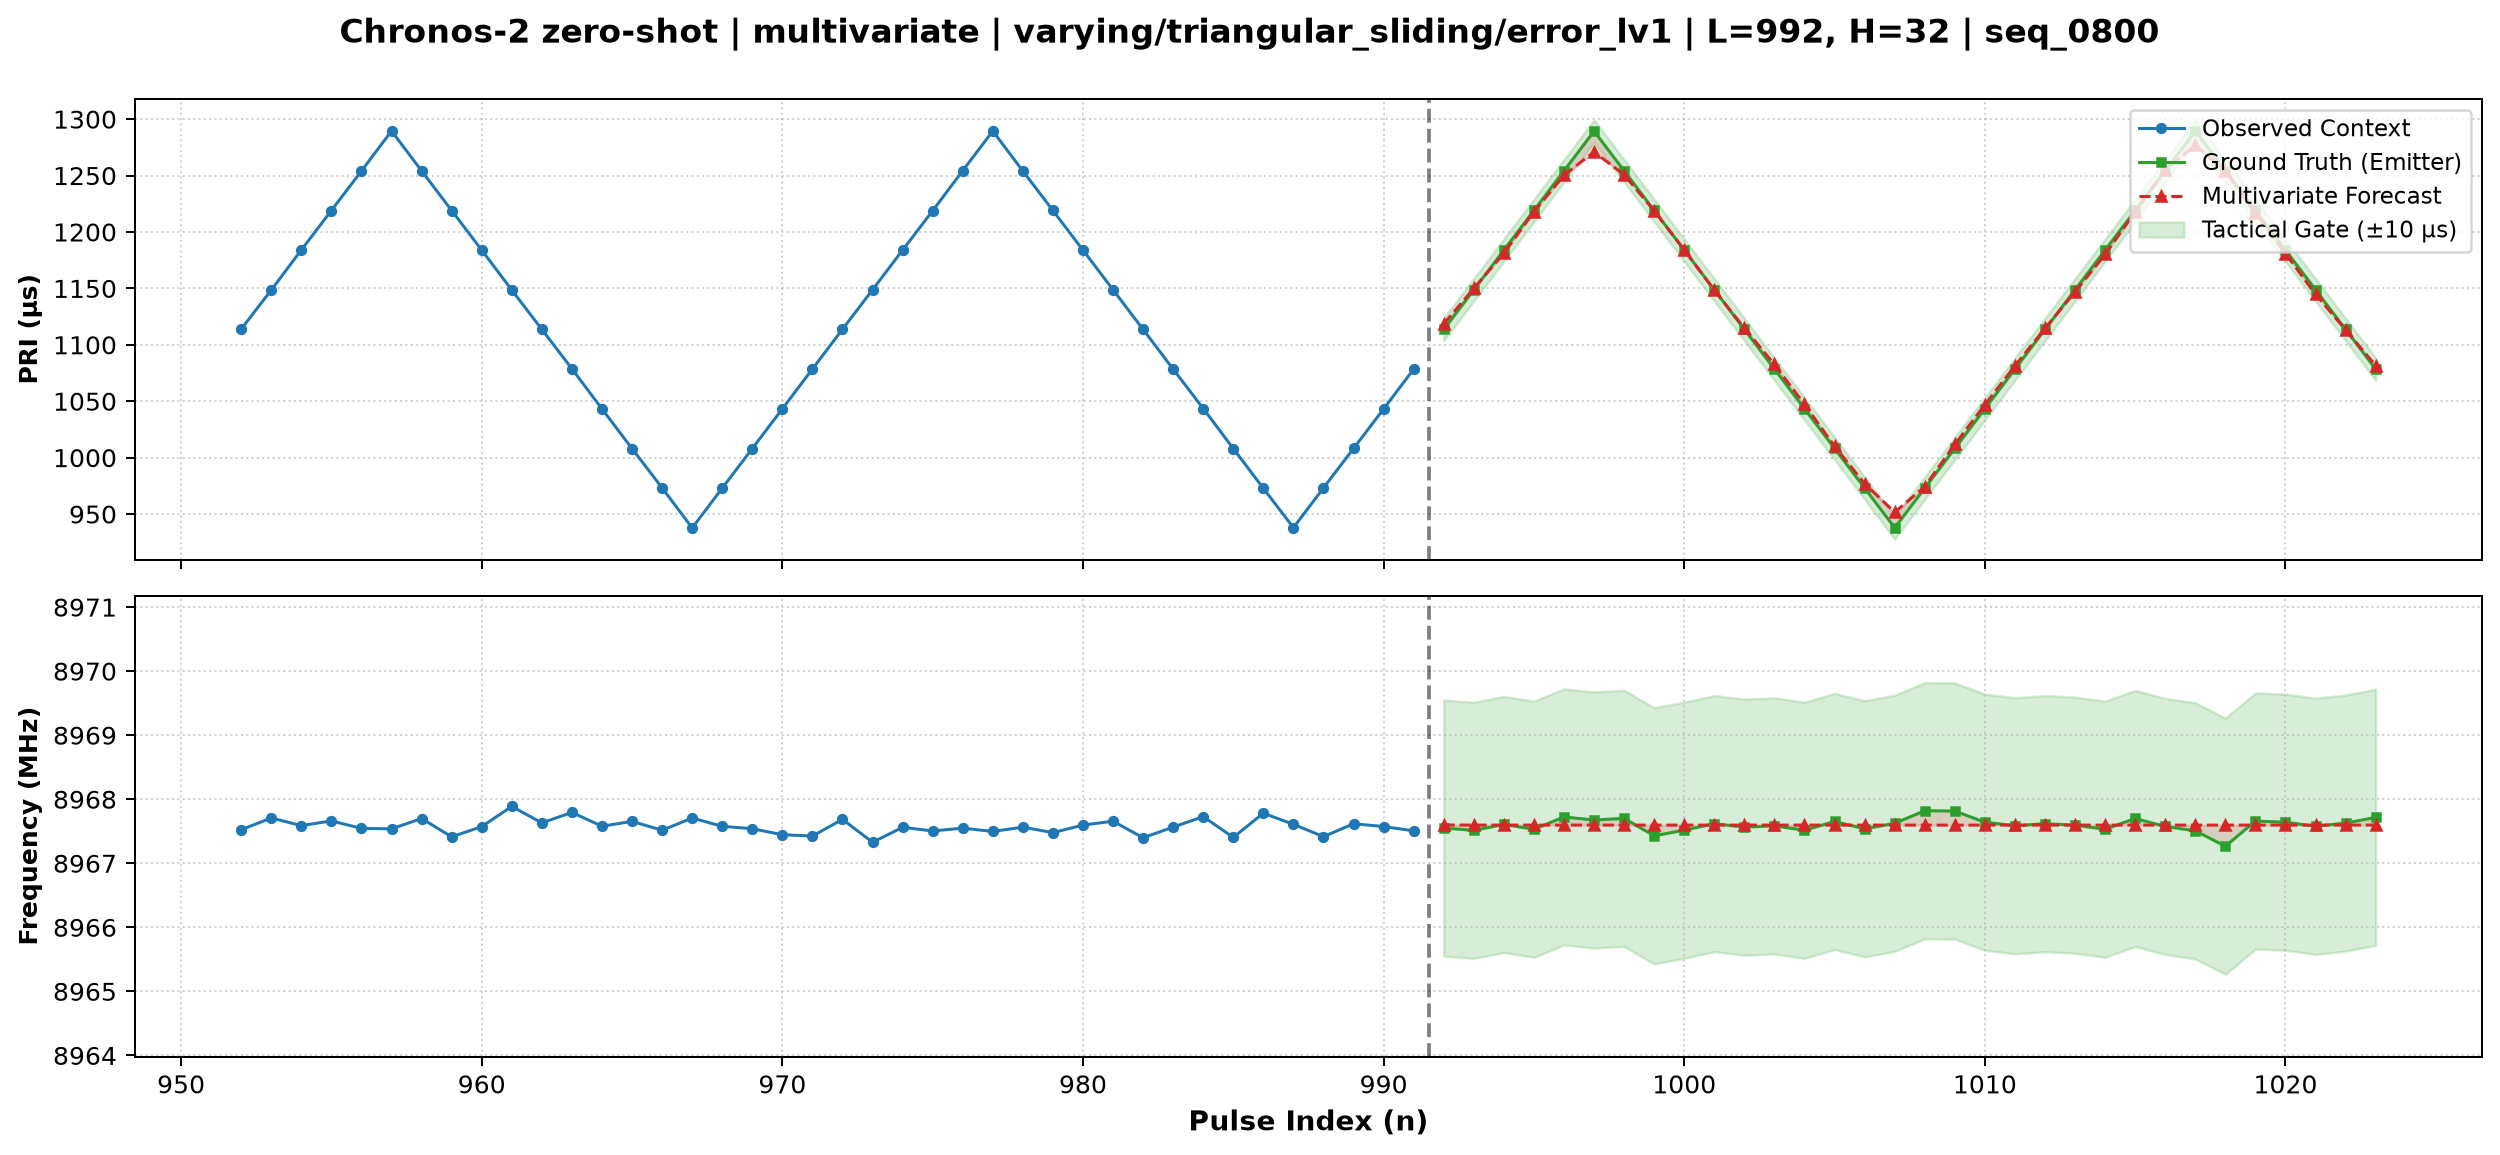 Chronos-2 zero-shot | multivariate | varying/triangular_sliding/error_lv1 | L=992, H=32 | seq_0800
1300
1250
1200
1150
1100
1050
1000
950
PRI (µs)
Observed Context
Ground Truth (Emitter)
Multivariate Forecast
Tactical Gate (±10 µs)
8971
8970
8969
8968
8967
8966
8965
8964
Frequency (MHz)
950 960 970 980 990 1000 1010 1020
Pulse Index (n)